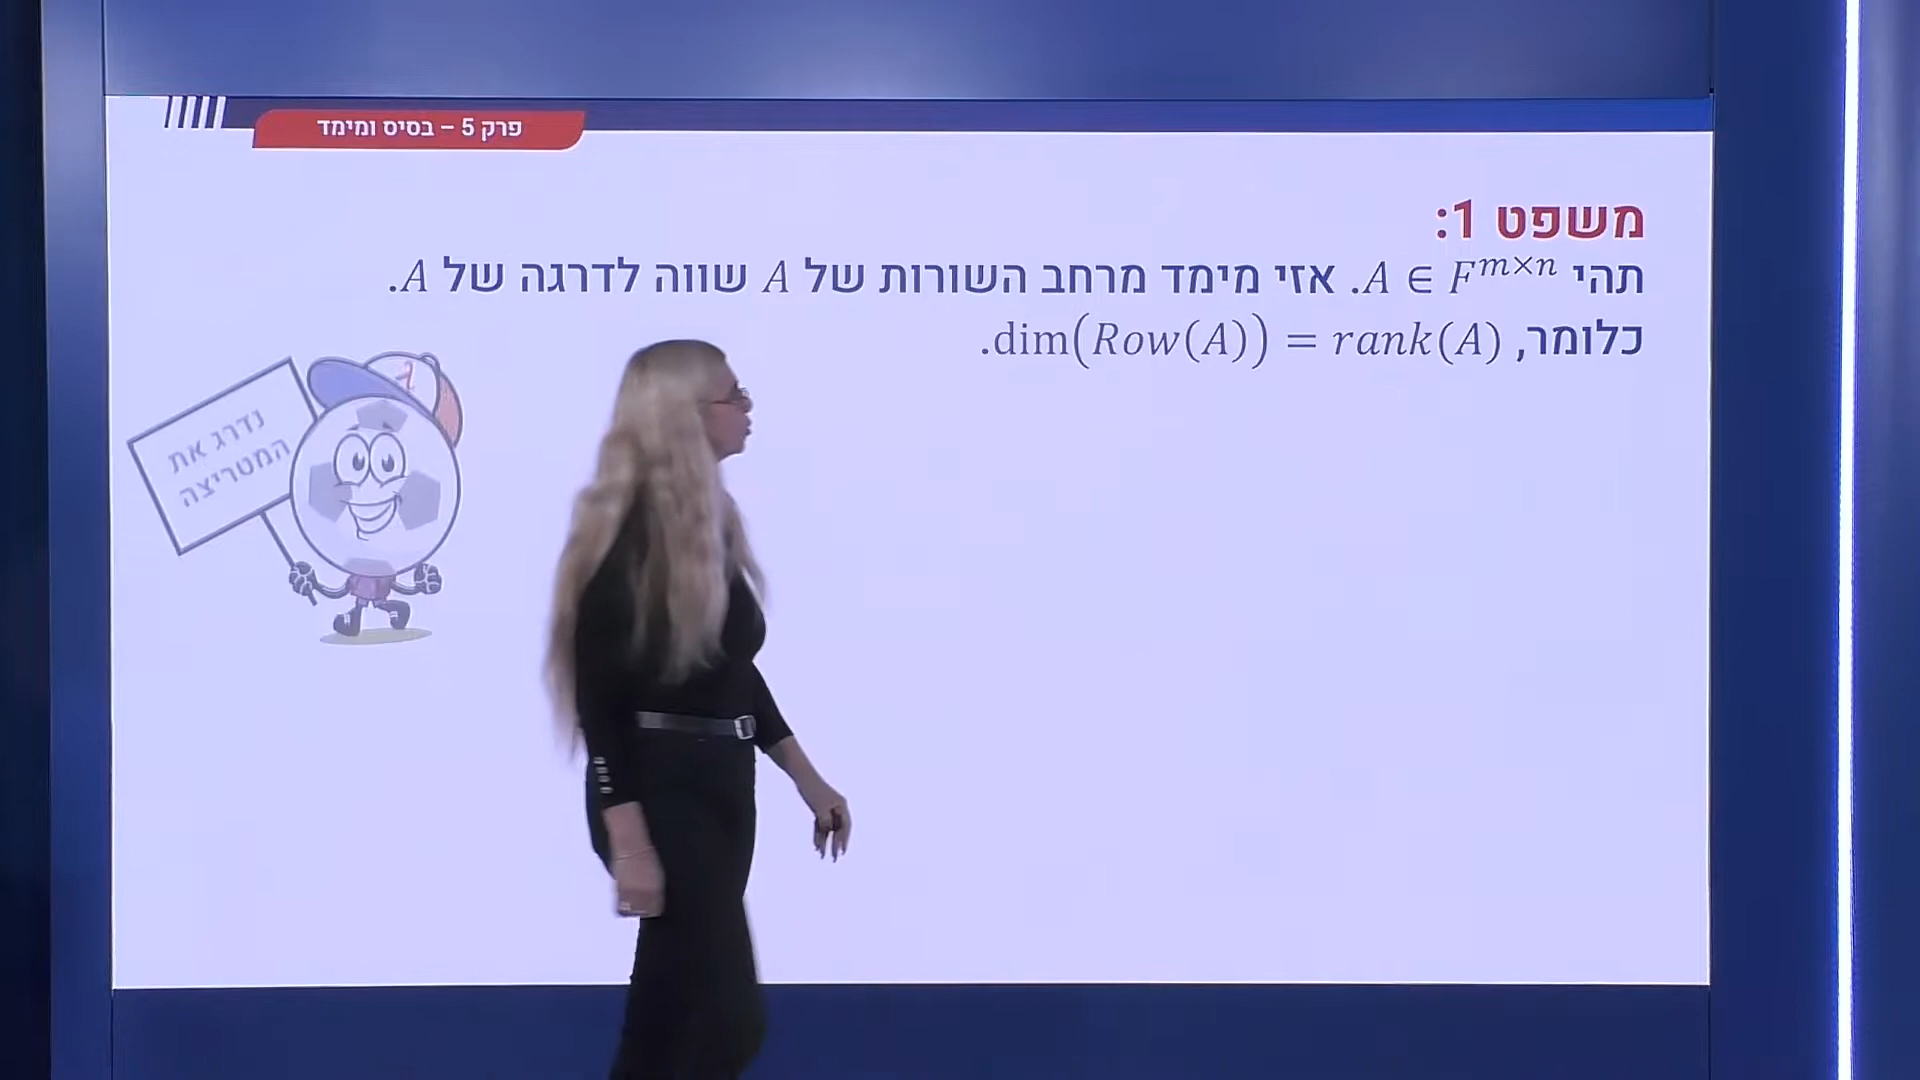 פרק 5 – בסיס ומימד
משפט 1:
תהי A ∈ F^{m×n}. אזי מימד מרחב השורות של A שווה לדרגה של A.
כלומר, dim(Row(A)) = rank(A).
נדרג את
המטריצה